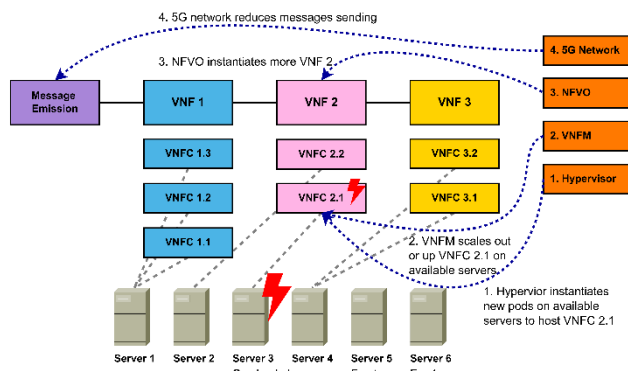 4. 5G network reduces messages sending
4. 5G Network
3. NFVO instantiates more VNF 2
Message
Emission
VNF 1
VNF 2
VNF 3
3. NFVO
VNFC 1.3
VNFC 2.2
VNFC 3.2
2. VNFM
VNFC 1.2
VNFC 2.1
VNFC 3.1
1. Hypervisor
VNFC 1.1
2. VNFM scales out
or up VNFC 2.1 on
available servers
1. Hypervior instantiates
new pods on available
servers to host VNFC 2.1
Server 1
Server 2
Server 3
Server 4
Server 5
Server 6